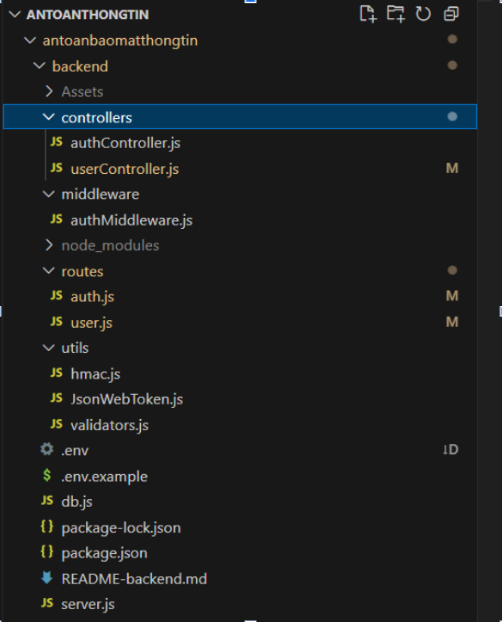 ANTOANTHONGTIN
antoanbaomatthongtin
backend
Assets
controllers
JS authController.js
JS userController.js M
middleware
JS authMiddleware.js
node_modules
routes
JS auth.js M
JS user.js M
utils
JS hmac.js
JS JsonWebToken.js
JS validators.js
.env ↓D
$ .env.example
JS db.js
{} package-lock.json
{} package.json
README-backend.md
JS server.js